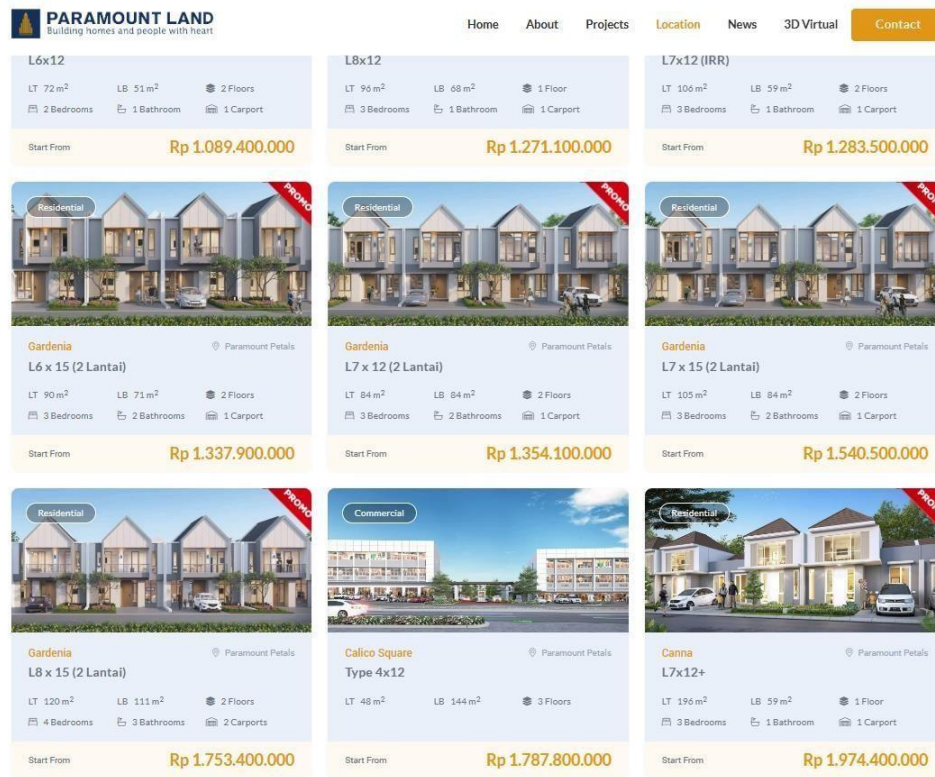 PARAMOUNT LAND
Building homes and people with heart
Home About Projects Location News 3D Virtual Contact
L6x12
LT 72 m² LB 51 m² 2 Floors
2 Bedrooms 1 Bathroom 1 Carport
Start From Rp 1.089.400.000
L8x12
LT 96 m² LB 68 m² 1 Floor
3 Bedrooms 1 Bathroom 1 Carport
Start From Rp 1.271.100.000
L7x12 (IRR)
LT 106 m² LB 59 m² 2 Floors
3 Bedrooms 1 Bathroom 1 Carport
Start From Rp 1.283.500.000
Residential PROMO
Gardenia Paramount Petals
L6 x 15 (2 Lantai)
LT 90 m² LB 71 m² 2 Floors
3 Bedrooms 2 Bathrooms 1 Carport
Start From Rp 1.337.900.000
Residential PROMO
Gardenia Paramount Petals
L7 x 12 (2 Lantai)
LT 84 m² LB 84 m² 2 Floors
3 Bedrooms 2 Bathrooms 1 Carport
Start From Rp 1.354.100.000
Residential PROM
Gardenia Paramount Petals
L7 x 15 (2 Lantai)
LT 105 m² LB 84 m² 2 Floors
3 Bedrooms 2 Bathrooms 1 Carport
Start From Rp 1.540.500.000
Residential PROMO
Gardenia Paramount Petals
L8 x 15 (2 Lantai)
LT 120 m² LB 111 m² 2 Floors
4 Bedrooms 3 Bathrooms 2 Carports
Start From Rp 1.753.400.000
Commercial
Calico Square Paramount Petals
Type 4x12
LT 48 m² LB 144 m² 3 Floors
Start From Rp 1.787.800.000
Residential PROM
Canna Paramount Petals
L7x12+
LT 196 m² LB 59 m² 1 Floor
3 Bedrooms 1 Bathroom 1 Carport
Start From Rp 1.974.400.000